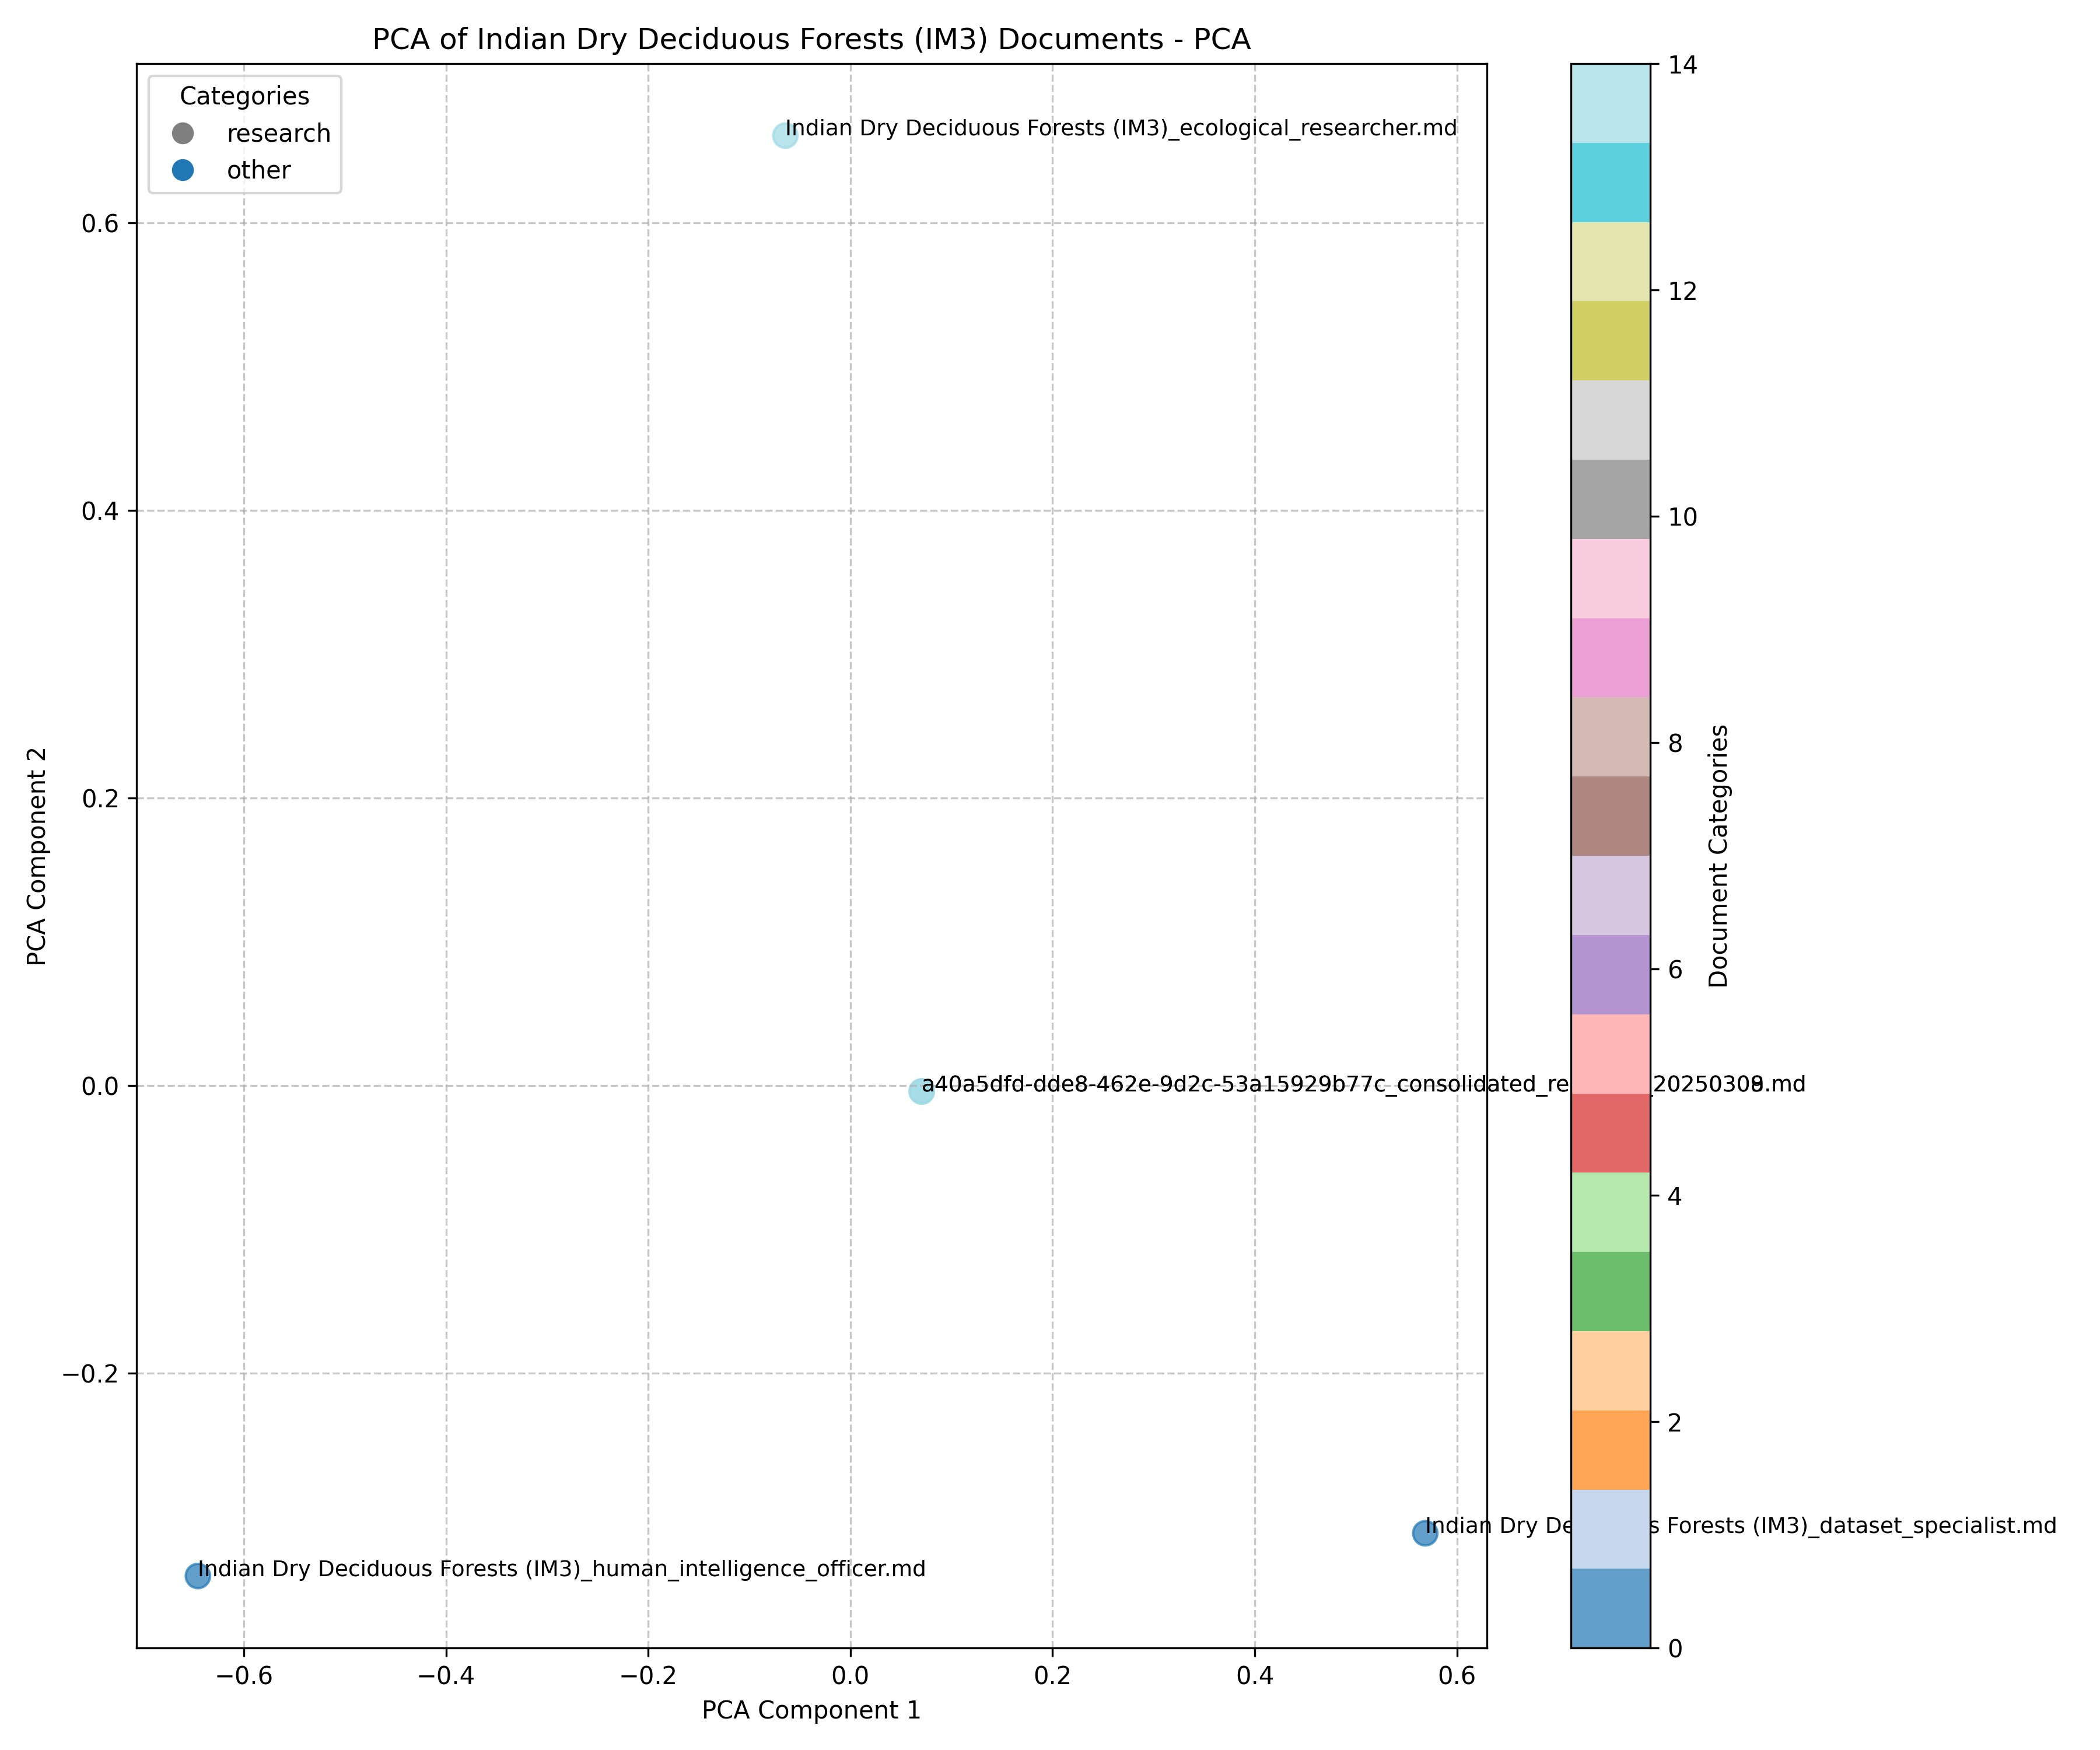 PCA of Indian Dry Deciduous Forests (IM3) Documents - PCA
Categories
research
other
Indian Dry Deciduous Forests (IM3)_ecological_researcher.md
a40a5dfd-dde8-462e-9d2c-53a15929b77c_consolidated_re 20250308.md
Indian Dry De s Forests (IM3)_dataset_specialist.md
Indian Dry Deciduous Forests (IM3)_human_intelligence_officer.md
0.6
0.4
0.2
0.0
−0.2
PCA Component 2
−0.6
−0.4
−0.2
0.0
0.2
0.4
0.6
PCA Component 1
14
12
10
8
6
4
2
0
Document Categories